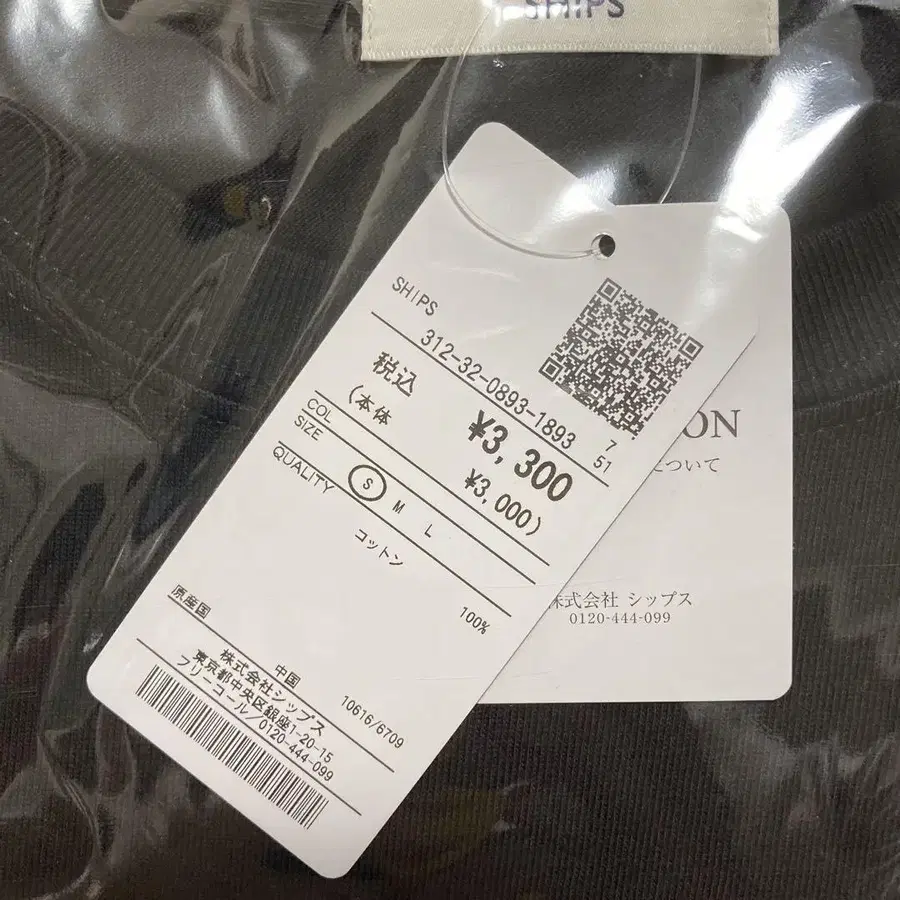 SHIPS
SHIPS
312-32-0893-1893 7
51
税込 ¥3,300
(本体 ¥3,000)
COL
SIZE S M L
QUALITY
コットン 100%
原産国 中国
10616/6709
株式会社シップス
東京都中央区銀座1-20-15
フリーコール/0120-444-099
ON
について
株式会社 シップス
0120-444-099